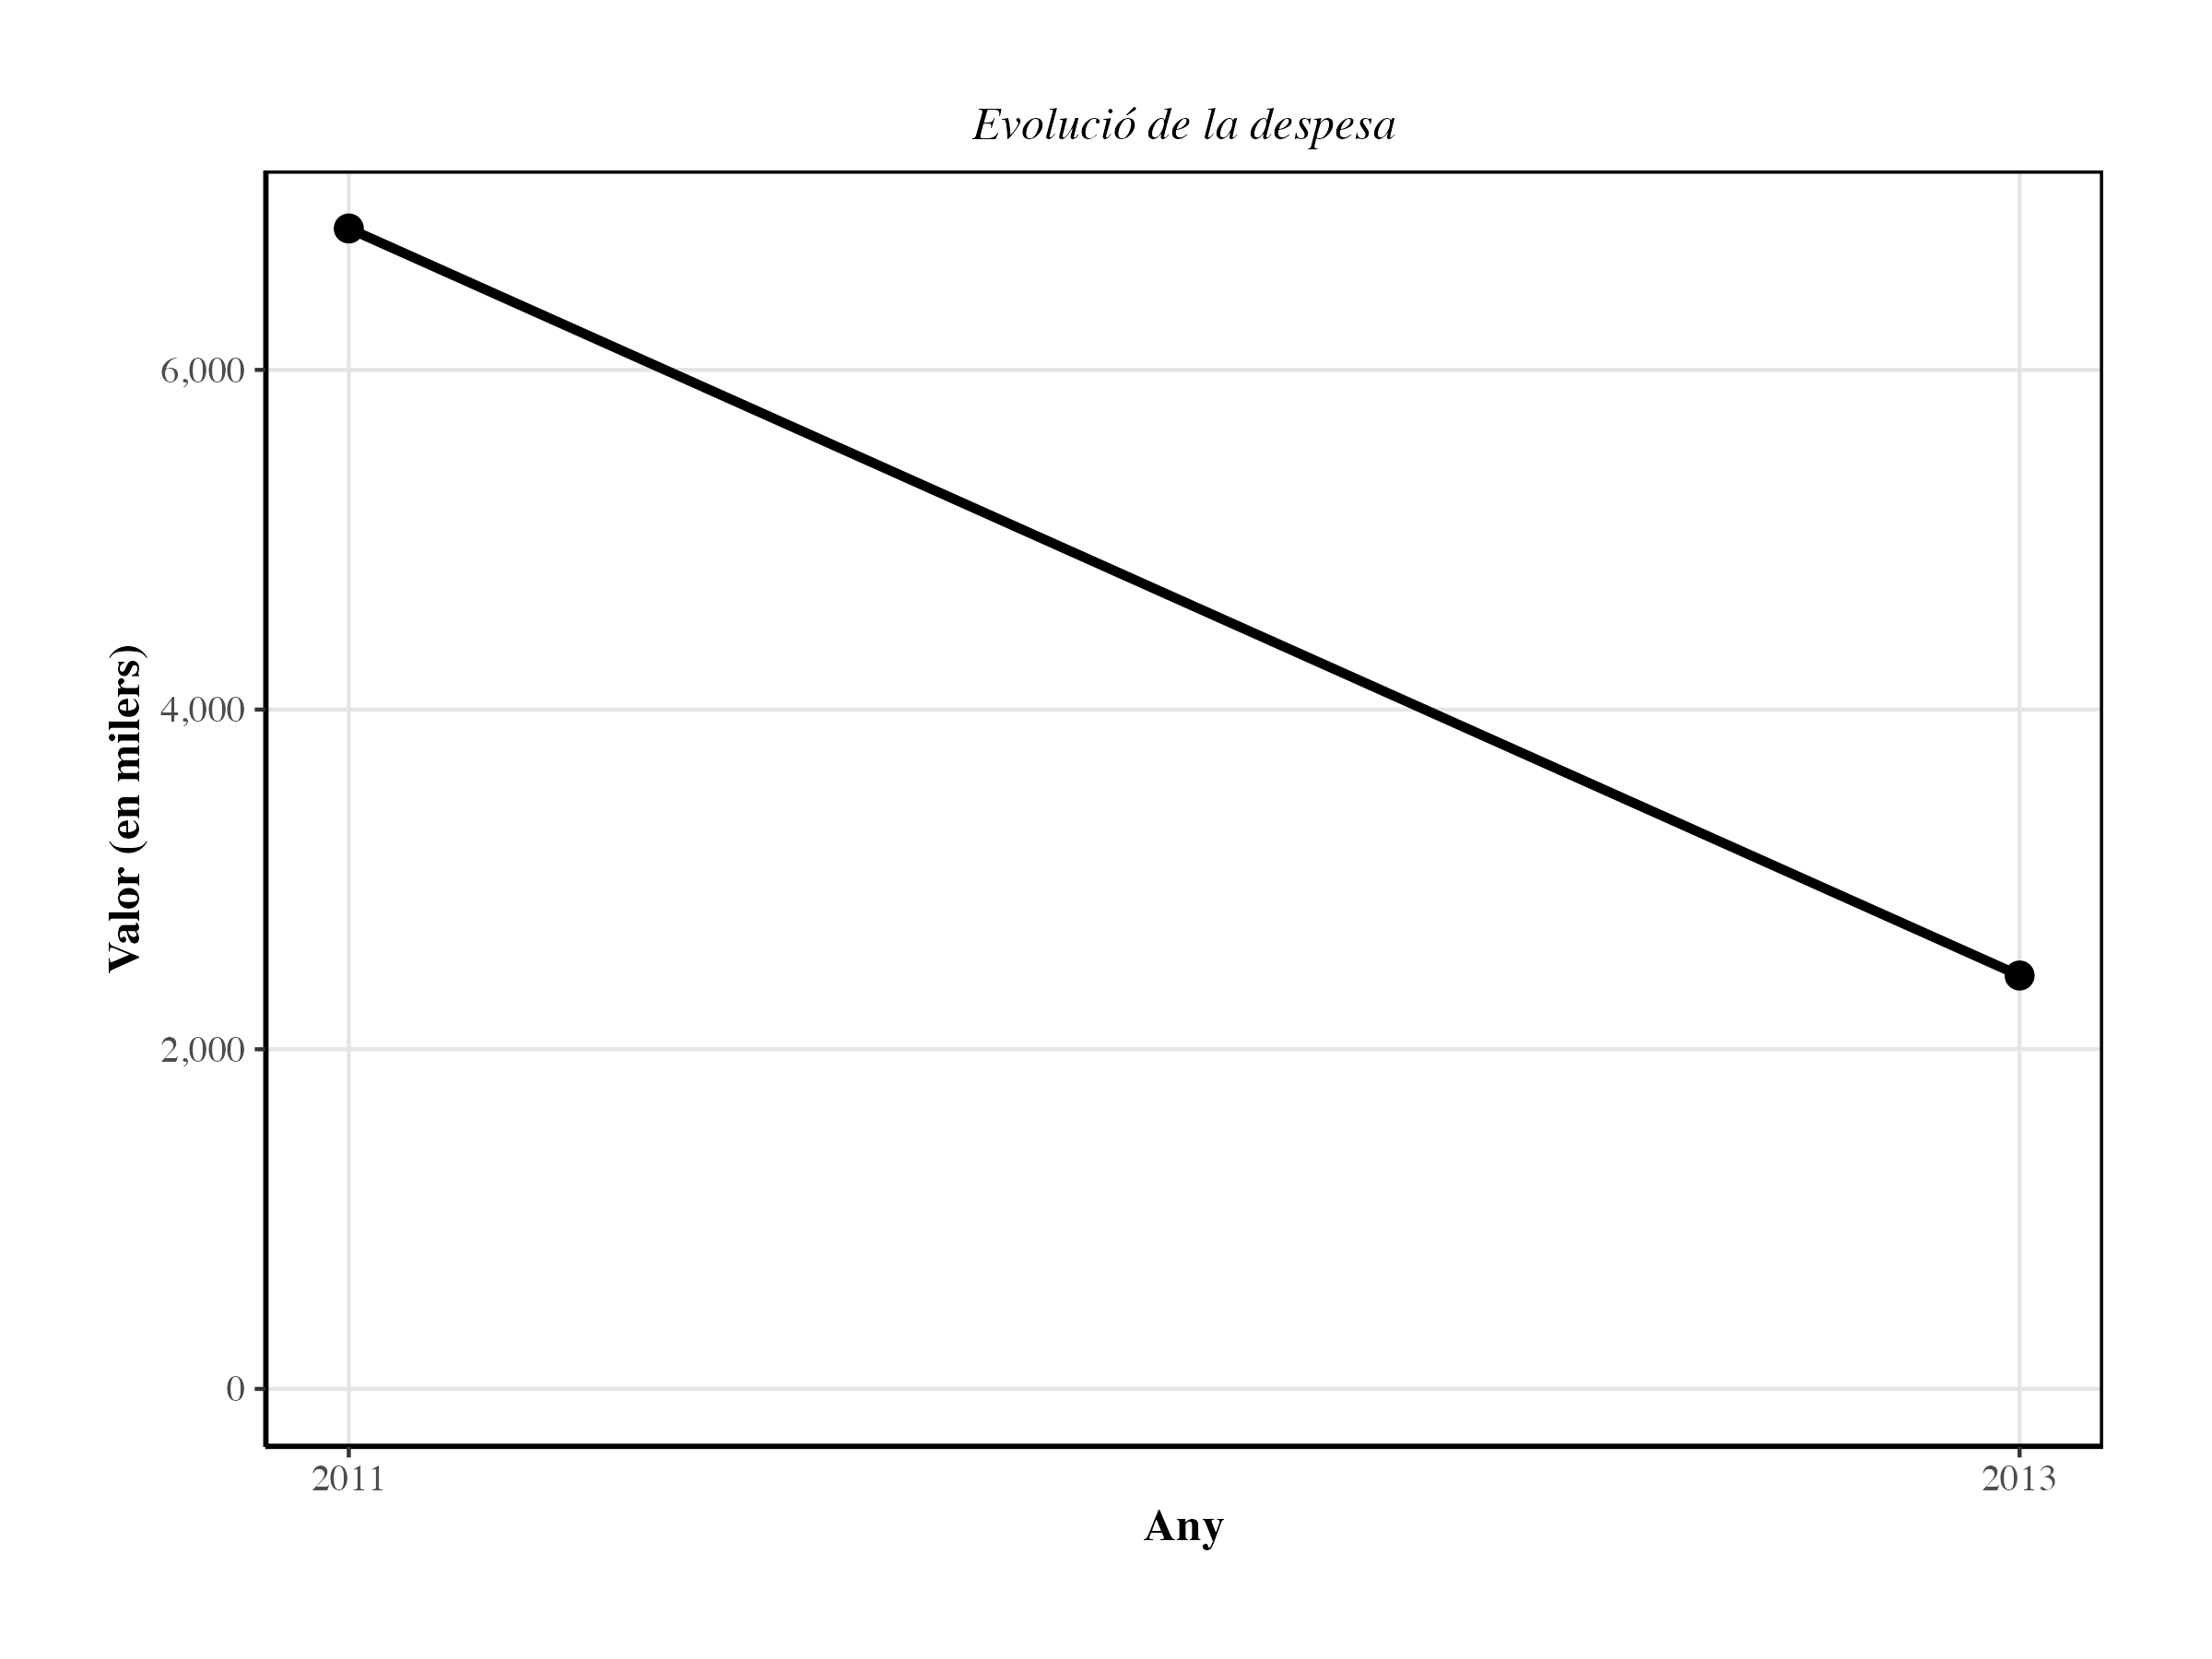 Evolució de la despesa
Valor (en milers)
6,000
4,000
2,000
0
2011
2013
Any